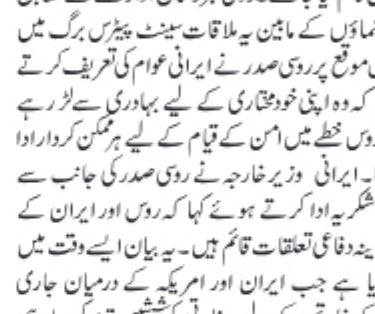 نماؤں کے مابین یہ ملاقات سینٹ پیٹرس برگ میں
موقع پر روسی صدر نے ایرانی عوام کی تعریف کرتے
کہ وہ اپنی خود مختاری کے لیے بہادری سے لڑ رہے
روس خطے میں امن کے قیام کے لیے ہر ممکن کردار ادا
۔ ایرانی وزیر خارجہ نے روسی صدر کی جانب سے
شکریہ ادا کرتے ہوئے کہا کہ روس اور ایران کے
ینہ دفاعی تعلقات قائم ہیں۔ یہ بیان ایسے وقت میں
یا ہے جب ایران اور امریکہ کے درمیان جاری